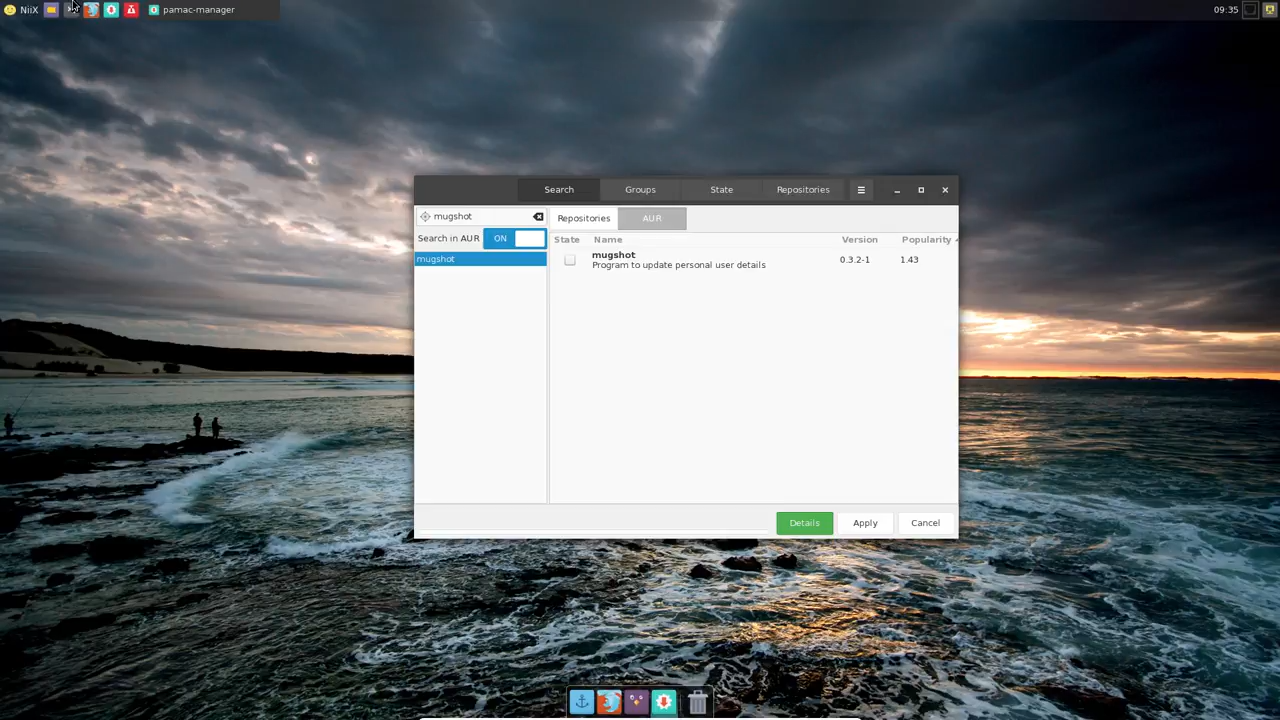 NiiX pamac-manager 09:35
Search Groups State Repositories
mugshot Repositories AUR
Search in AUR ON State Name Version Popularity
mugshot
mugshot
Program to update personal user details 0.3.2-1 1.43
Details Apply Cancel